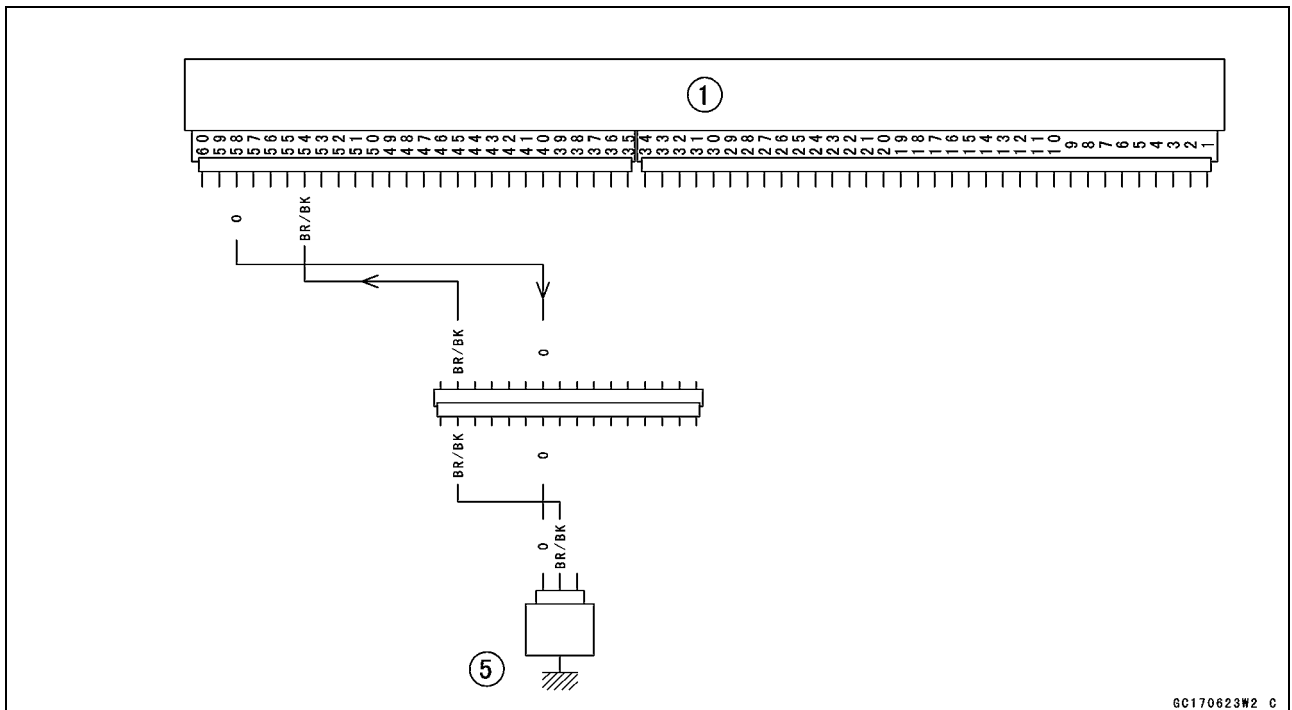 1
60 59 58 57 56 55 54 53 52 51 50 49 48 47 46 45 44 43 42 41 40 39 38 37 36 35 34 33 32 31 30 29 28 27 26 25 24 23 22 21 20 19 18 17 16 15 14 13 12 11 10 9 8 7 6 5 4 3 2 1
O BR/BK
BR/BK O
BR/BK O
O BR/BK
5
GC170623W2 C